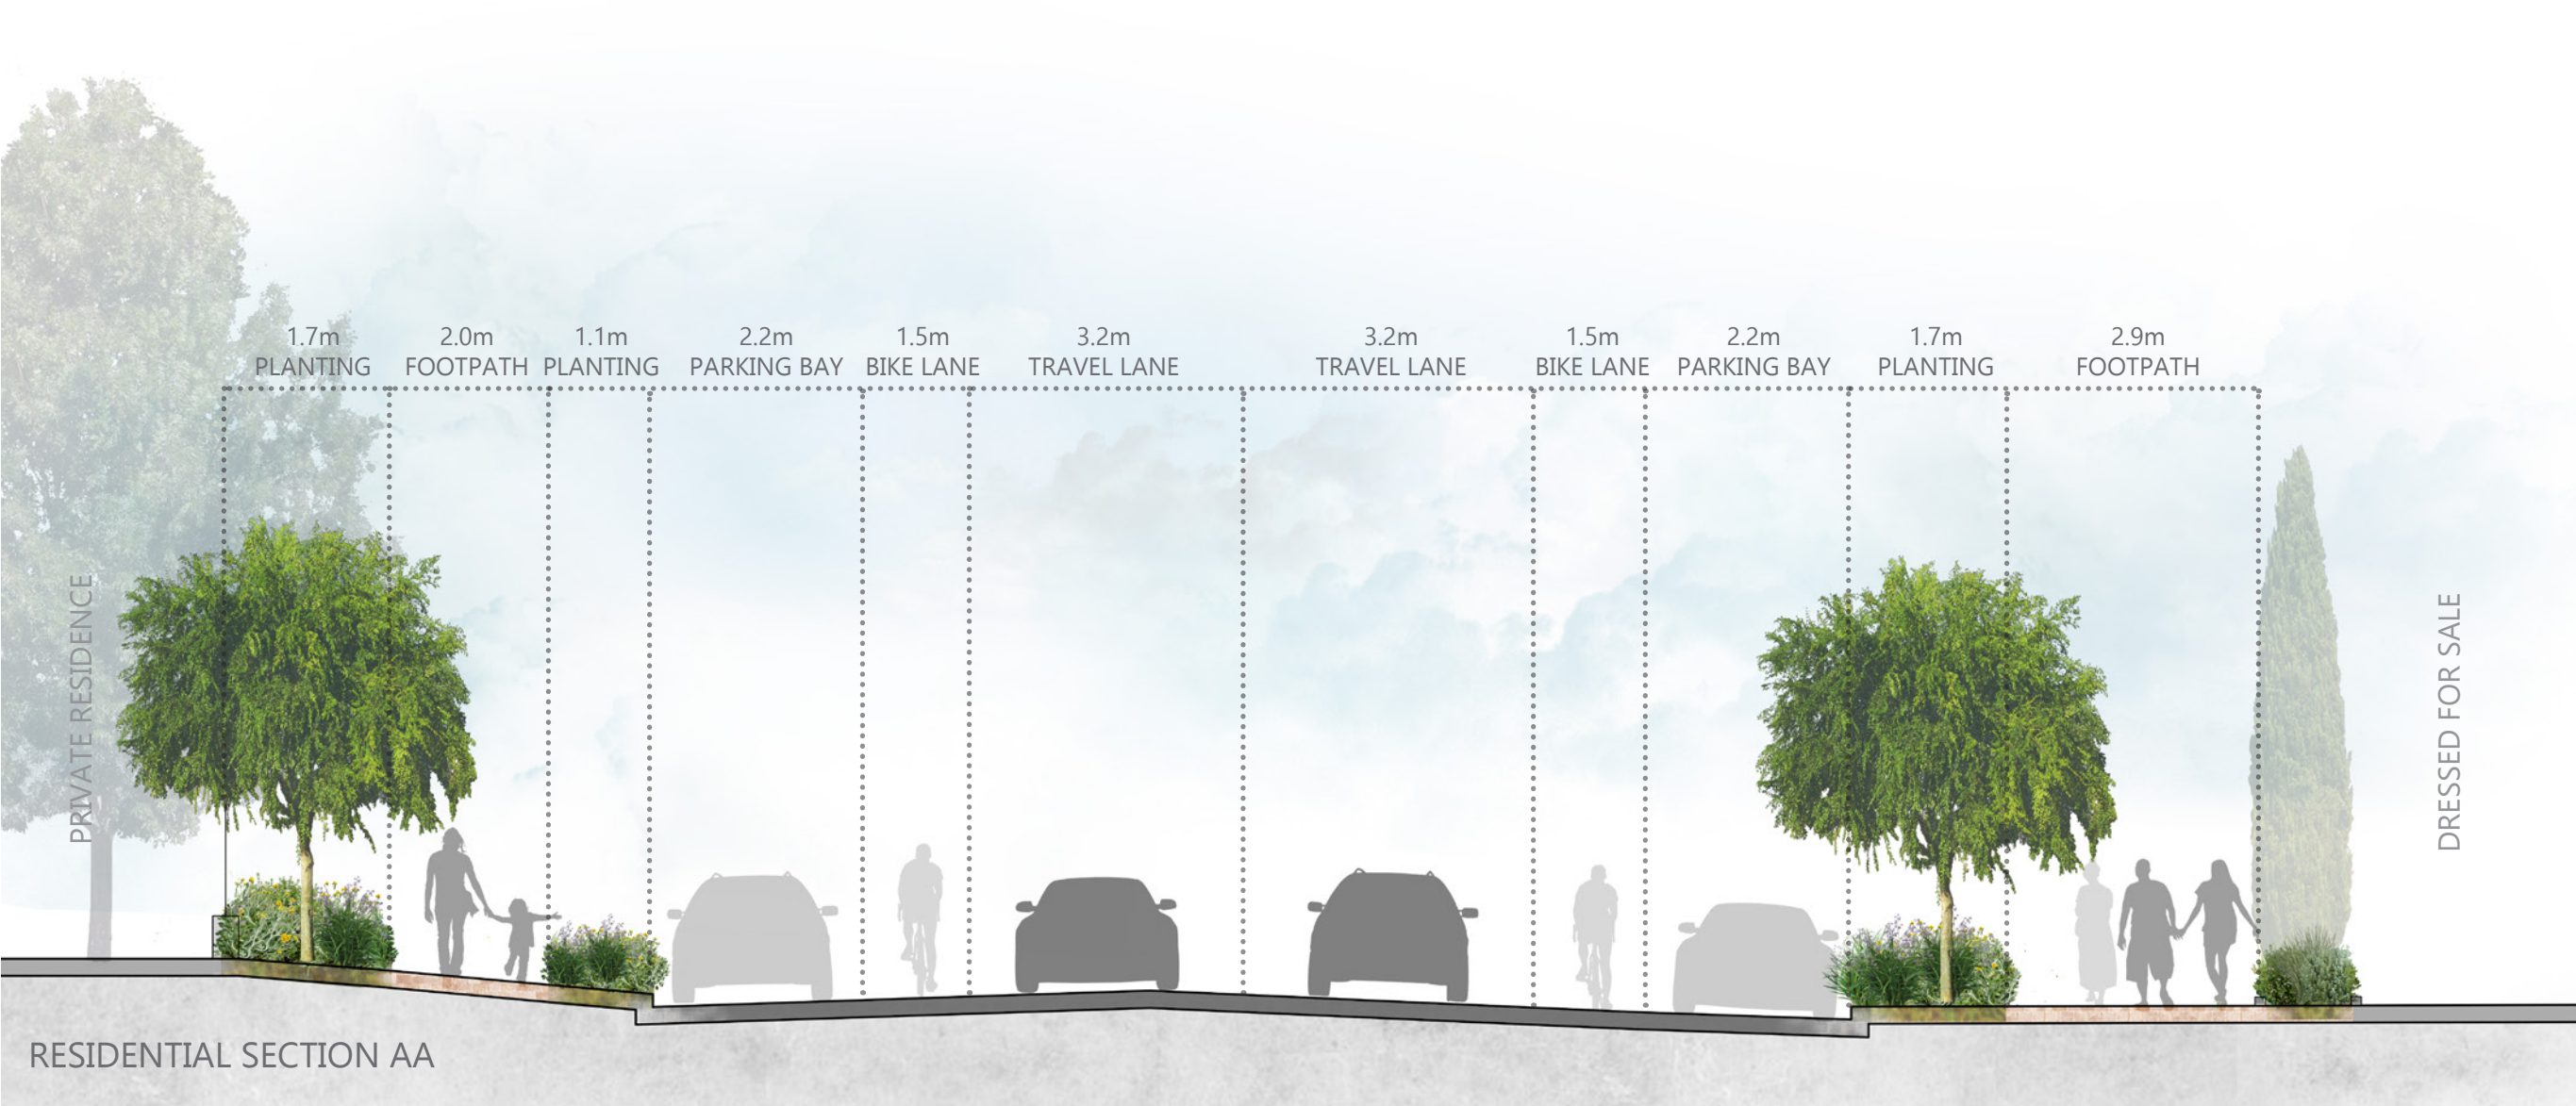 1.7m
PLANTING
2.0m
FOOTPATH
1.1m
PLANTING
2.2m
PARKING BAY
1.5m
BIKE LANE
3.2m
TRAVEL LANE
3.2m
TRAVEL LANE
1.5m
BIKE LANE
2.2m
PARKING BAY
1.7m
PLANTING
2.9m
FOOTPATH
PRIVATE RESIDENCE
DRESSED FOR SALE
RESIDENTIAL SECTION AA